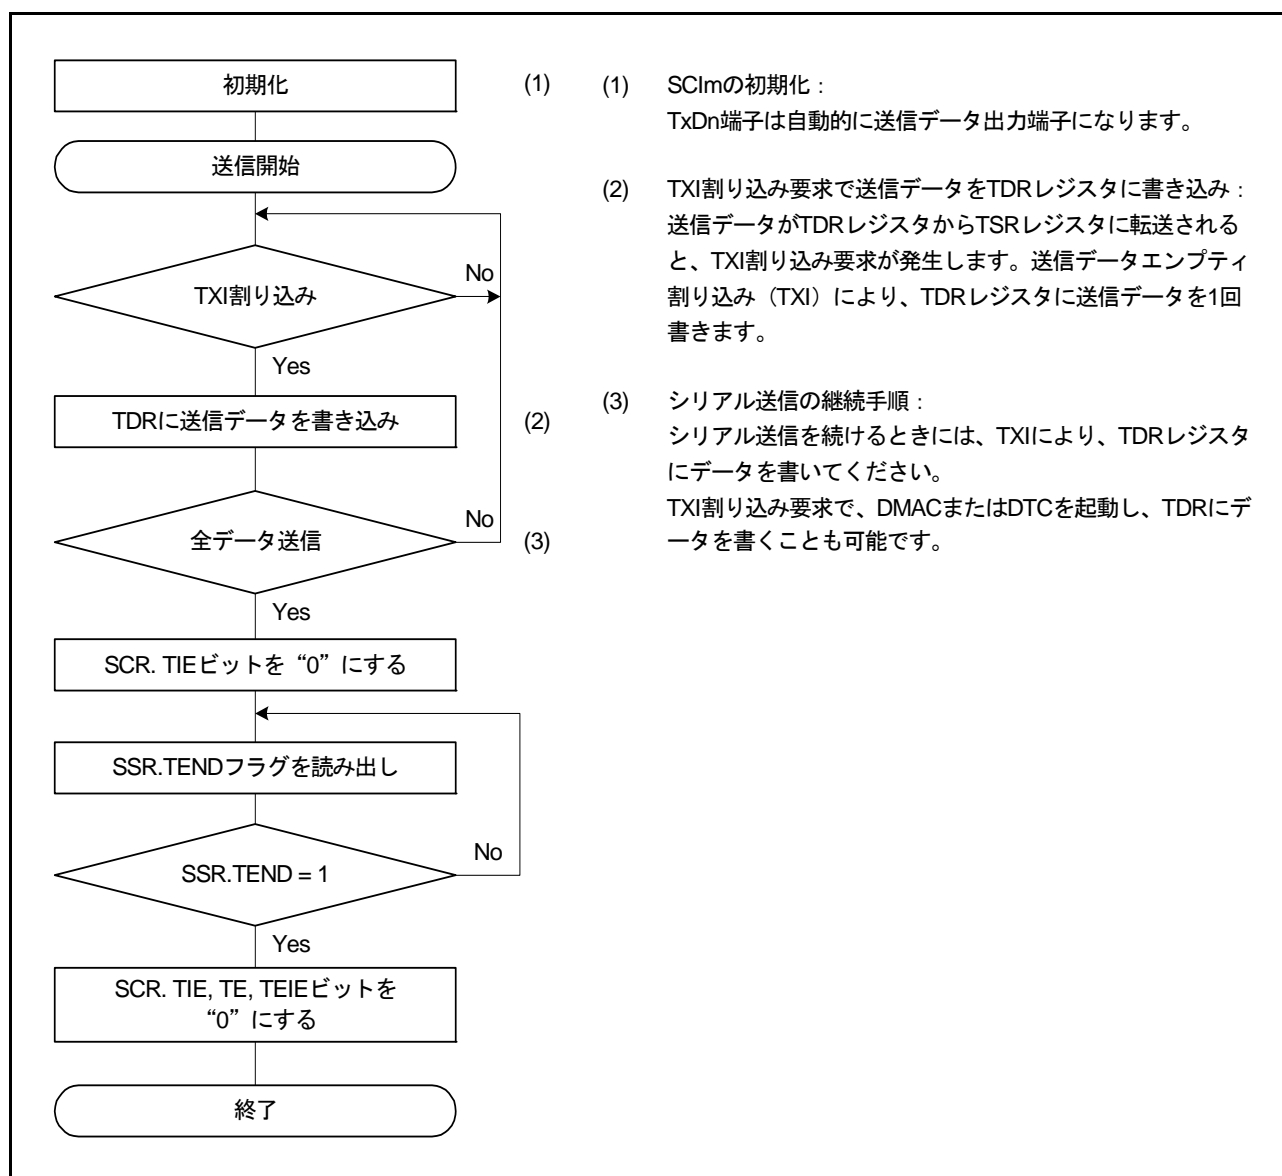 初期化
(1)
送信開始
TXI割り込み
No
Yes
TDRに送信データを書き込み
(2)
全データ送信
No
(3)
Yes
SCR. TIEビットを“0”にする
SSR.TENDフラグを読み出し
SSR.TEND = 1
No
Yes
SCR. TIE, TE, TEIEビットを
“0”にする
終了
(1) SCImの初期化：
TxDn端子は自動的に送信データ出力端子になります。
(2) TXI割り込み要求で送信データをTDRレジスタに書き込み：
送信データがTDRレジスタからTSRレジスタに転送される
と、TXI割り込み要求が発生します。送信データエンプティ
割り込み（TXI）により、TDRレジスタに送信データを1回
書きます。
(3) シリアル送信の継続手順：
シリアル送信を続けるときには、TXIにより、TDRレジスタ
にデータを書いてください。
TXI割り込み要求で、DMACまたはDTCを起動し、TDRにデ
ータを書くことも可能です。